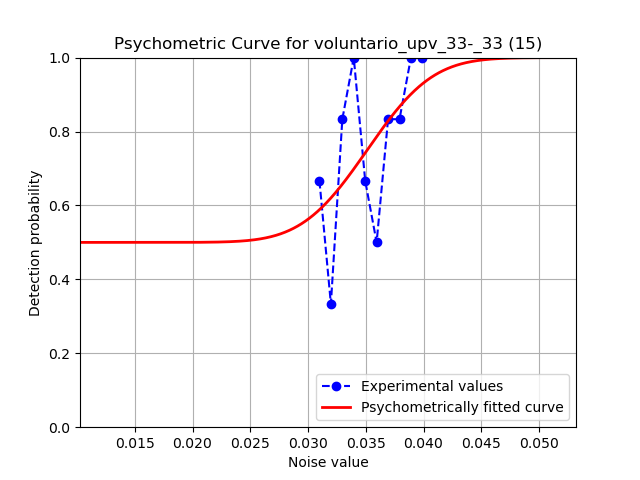 Psychometric Curve for voluntario_upv_33-_33 (15)
1.0
0.8
0.6
0.4
0.2
0.0
Detection probability
Experimental values
Psychometrically fitted curve
0.015 0.020 0.025 0.030 0.035 0.040 0.045 0.050
Noise value